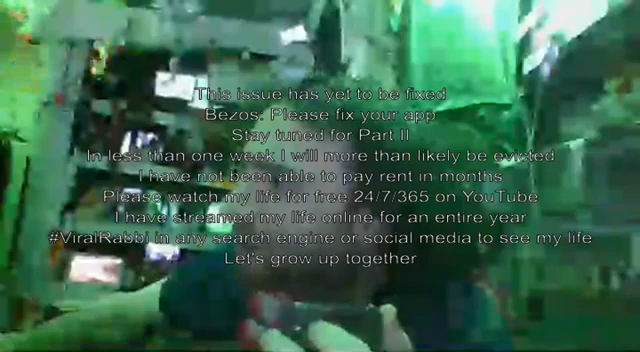 This issue has yet to be fixed
Bezos: Please fix your app
Stay tuned for Part II
In less than one week I will more than likely be evicted
I have not been able to pay rent in months
Please watch my life for free 24/7/365 on YouTube
I have streamed my life online for an entire year
#ViralRabbi in any search engine or social media to see my life
Let's grow up together